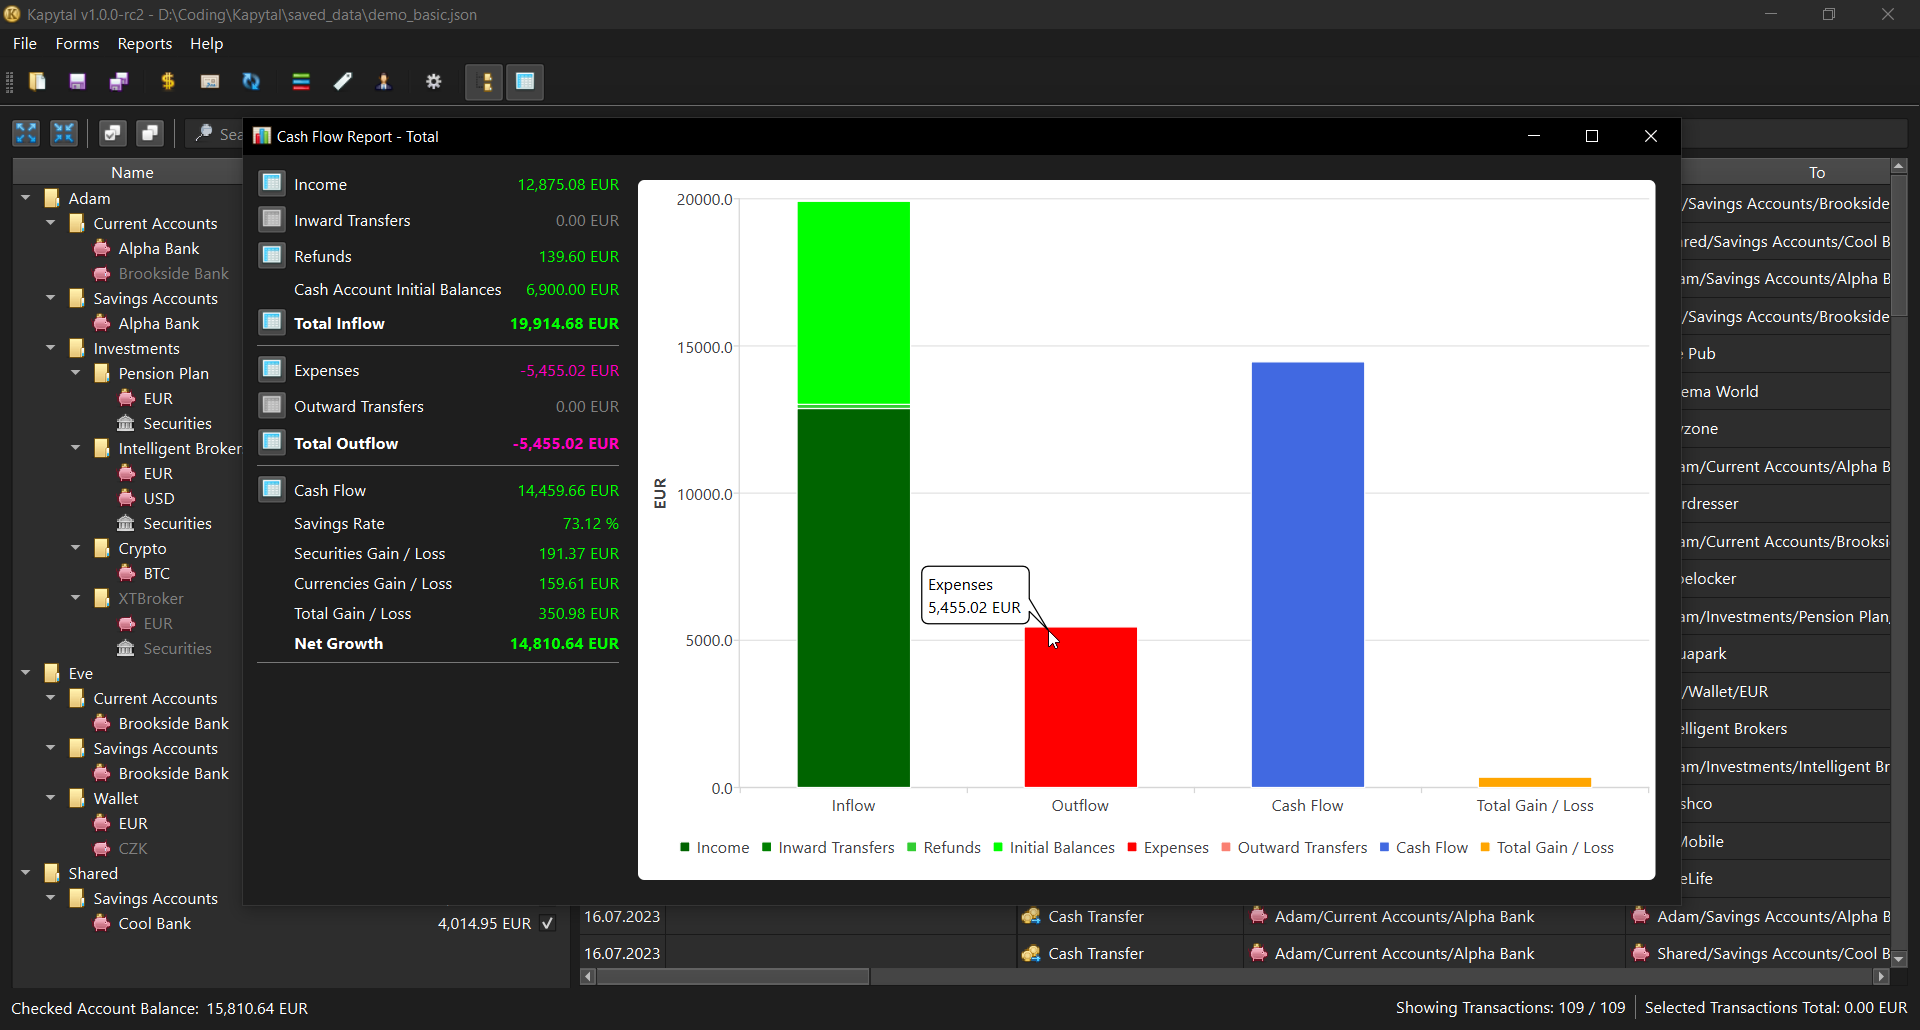 Kapytal v1.0.0-rc2 - D:\Coding\Kapytal\saved_data\demo_basic.json
File Forms Reports Help
Sea
Cash Flow Report - Total
Name
Adam
Current Accounts
Alpha Bank
Brookside Bank
Savings Accounts
Alpha Bank
Investments
Pension Plan
EUR
Securities
Intelligent Broker
EUR
USD
Securities
Crypto
BTC
XTBroker
EUR
Securities
Eve
Current Accounts
Brookside Bank
Savings Accounts
Brookside Bank
Wallet
EUR
CZK
Shared
Savings Accounts
Cool Bank 4,014.95 EUR
Income 12,875.08 EUR
Inward Transfers 0.00 EUR
Refunds 139.60 EUR
Cash Account Initial Balances 6,900.00 EUR
Total Inflow 19,914.68 EUR
Expenses -5,455.02 EUR
Outward Transfers 0.00 EUR
Total Outflow -5,455.02 EUR
Cash Flow 14,459.66 EUR
Savings Rate 73.12 %
Securities Gain / Loss 191.37 EUR
Currencies Gain / Loss 159.61 EUR
Total Gain / Loss 350.98 EUR
Net Growth 14,810.64 EUR
20000.0
15000.0
10000.0
5000.0
0.0
EUR
Expenses
5,455.02 EUR
Inflow Outflow Cash Flow Total Gain / Loss
Income Inward Transfers Refunds Initial Balances Expenses Outward Transfers Cash Flow Total Gain / Loss
To
/Savings Accounts/Brookside
red/Savings Accounts/Cool B
am/Savings Accounts/Alpha B
/Savings Accounts/Brookside
Pub
ema World
zone
am/Current Accounts/Alpha B
rdresser
am/Current Accounts/Brooksi
elocker
am/Investments/Pension Plan
uapark
/Wallet/EUR
elligent Brokers
am/Investments/Intelligent Br
shco
Mobile
eLife
16.07.2023 Cash Transfer Adam/Current Accounts/Alpha Bank Adam/Savings Accounts/Alpha B
16.07.2023 Cash Transfer Adam/Current Accounts/Alpha Bank Shared/Savings Accounts/Cool B
Checked Account Balance: 15,810.64 EUR
Showing Transactions: 109 / 109 Selected Transactions Total: 0.00 EUR